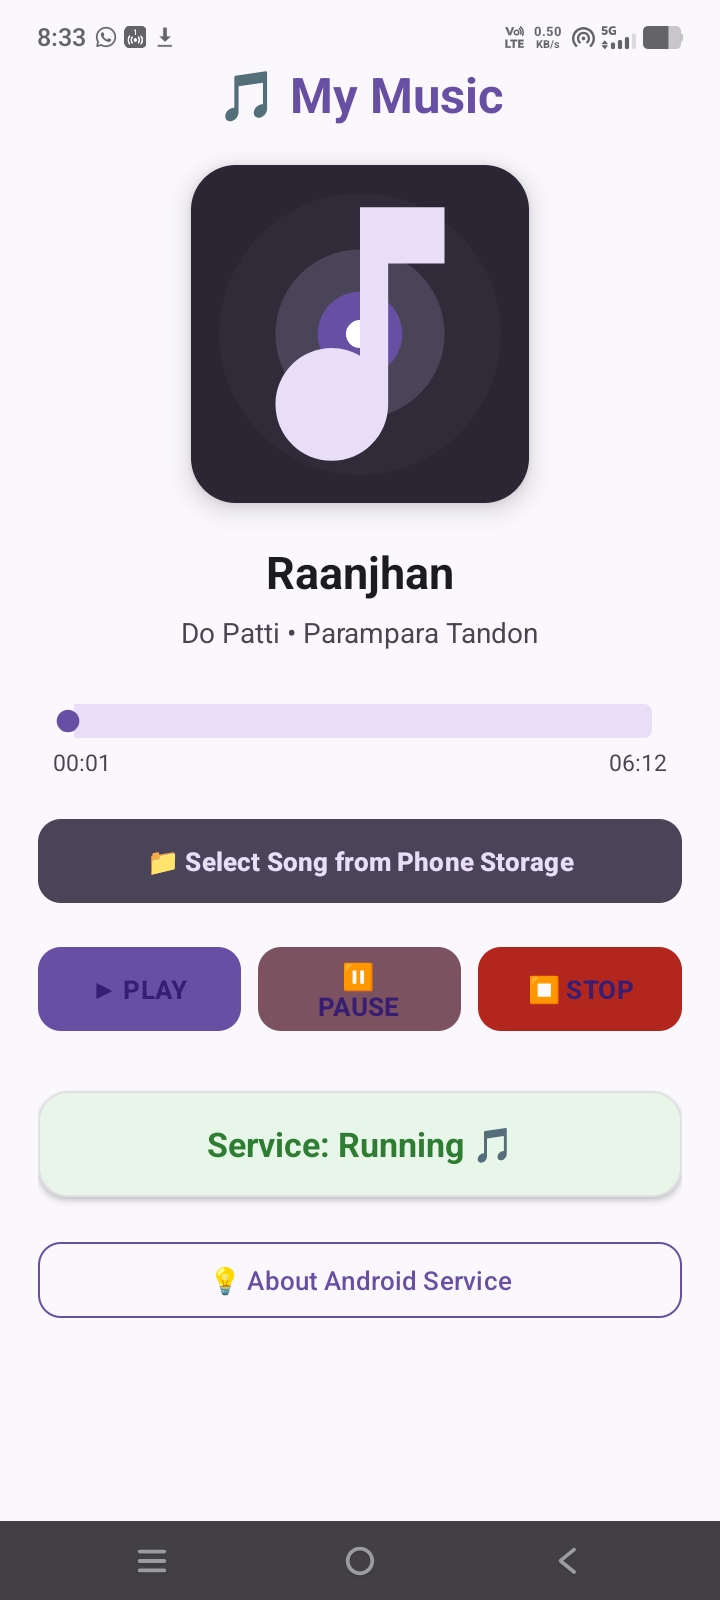 8:33
Vo) 0.50 5G
LTE KB/s
🎵 My Music
Raanjhan
Do Patti • Parampara Tandon
00:01 06:12
📁 Select Song from Phone Storage
► PLAY
⏸️
PAUSE
⏹️ STOP
Service: Running 🎵
💡 About Android Service